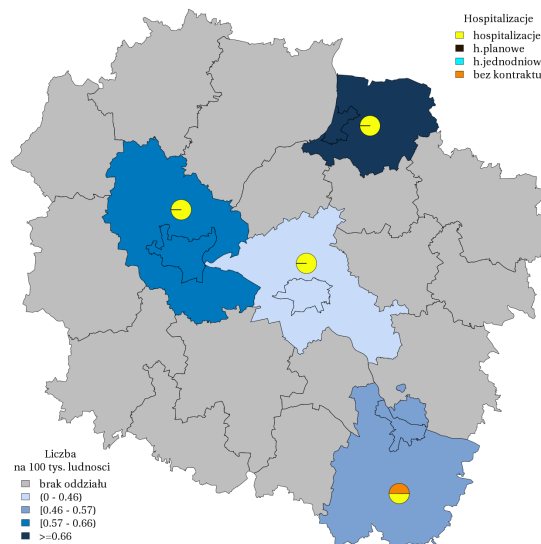 Hospitalizacje
hospitalizacje
h.planowe
h.jednodniow
bez kontraktu
Liczba
na 100 tys. ludnosci
brak oddziału
(0 - 0.46)
[0.46 - 0.57)
[0.57 - 0.66)
>=0.66